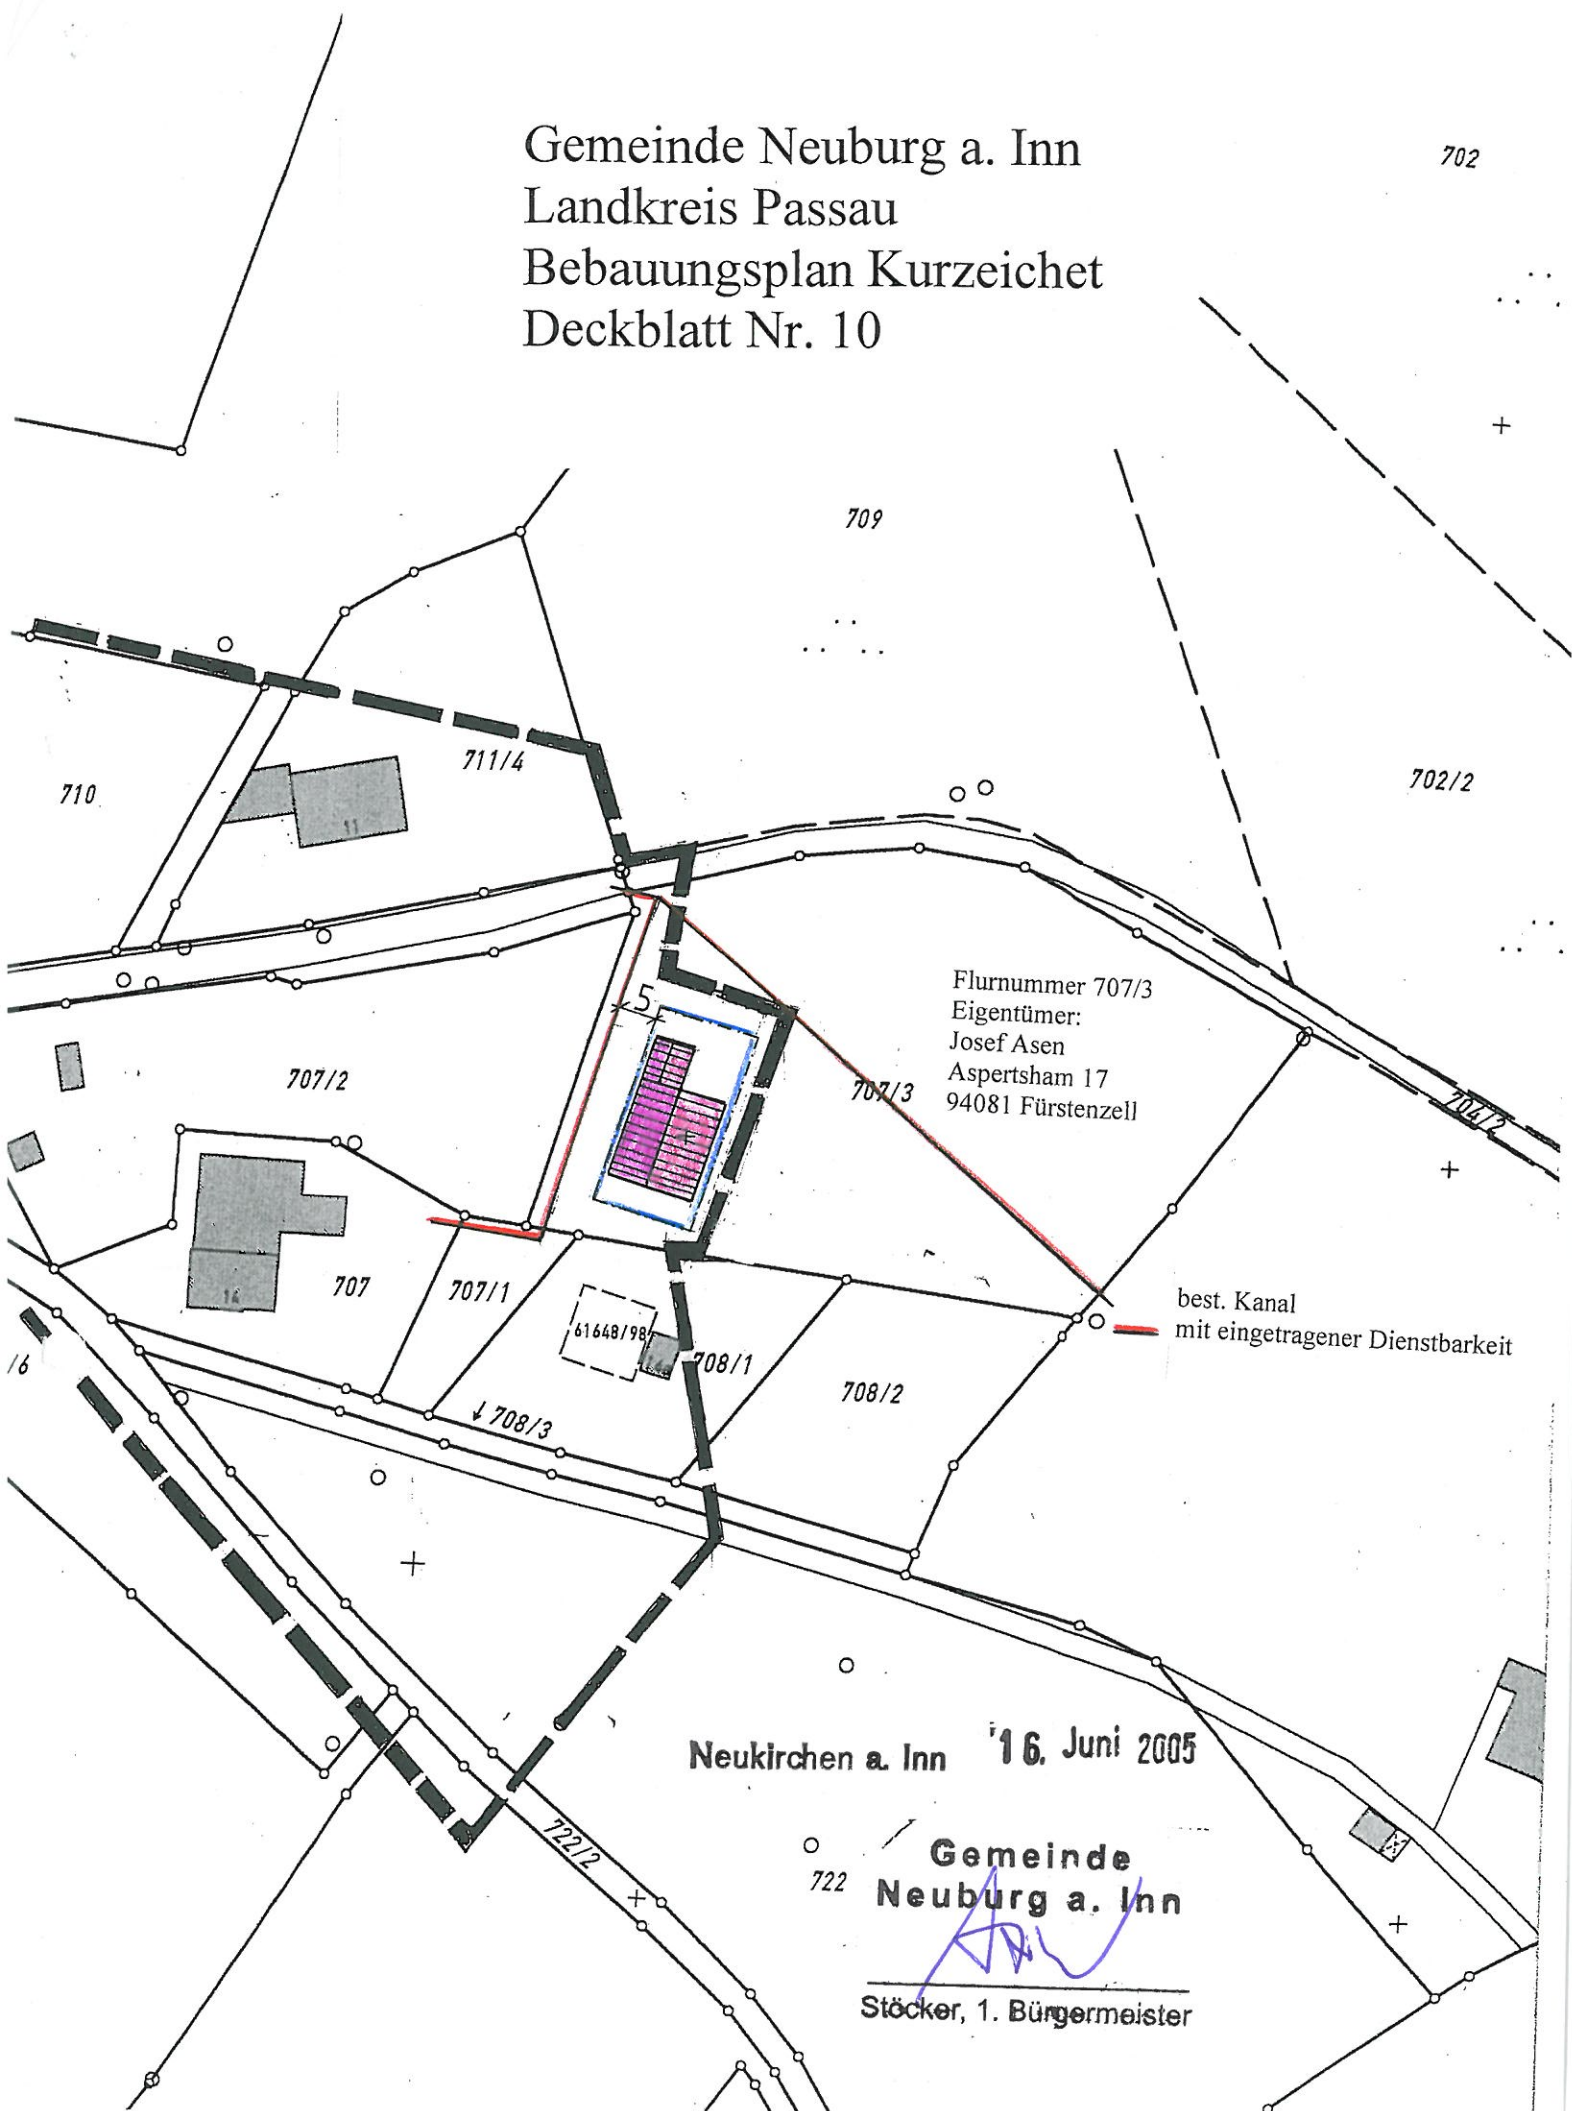 Gemeinde Neuburg a. Inn
Landkreis Passau
Bebauungsplan Kurzeichet
Deckblatt Nr. 10
702
709
711/4
710
11
702/2
5
Flurnummer 707/3
Eigentümer:
Josef Asen
Aspertsham 17
94081 Fürstenzell
707/2
707/3
704/2
707
707/1
14
61648/98
708/1
708/2
/6
708/3
best. Kanal
mit eingetragener Dienstbarkeit
Neukirchen a. Inn 16. Juni 2005
722/2
722
Gemeinde
Neuburg a. Inn
Stöcker, 1. Bürgermeister